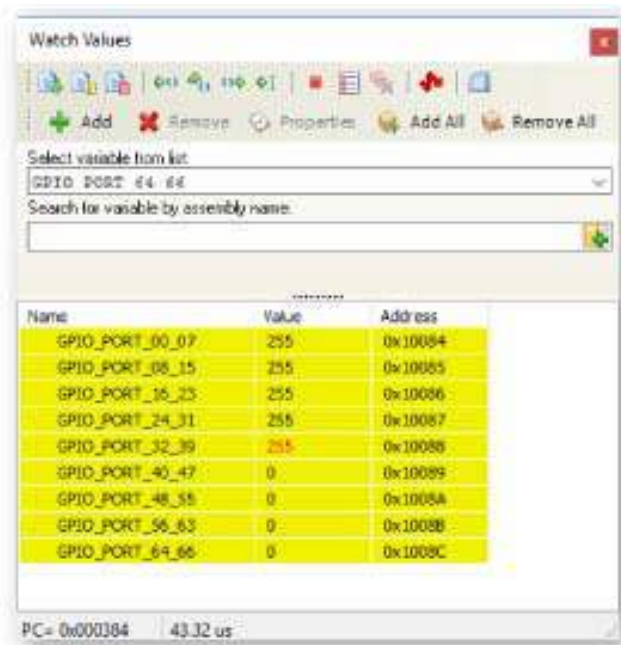 Watch Values
Add Remove Properties Add All Remove All
Select variable from list
GPIO PORT 64 66
Search for variable by assembly name:
Name Value Address
GPIO_PORT_00_07 255 0x10084
GPIO_PORT_08_15 255 0x10085
GPIO_PORT_16_23 255 0x10086
GPIO_PORT_24_31 255 0x10087
GPIO_PORT_32_39 255 0x10088
GPIO_PORT_40_47 0 0x10089
GPIO_PORT_48_55 0 0x1008A
GPIO_PORT_56_63 0 0x1008B
GPIO_PORT_64_66 0 0x1008C
PC= 0x000384 43.32 us